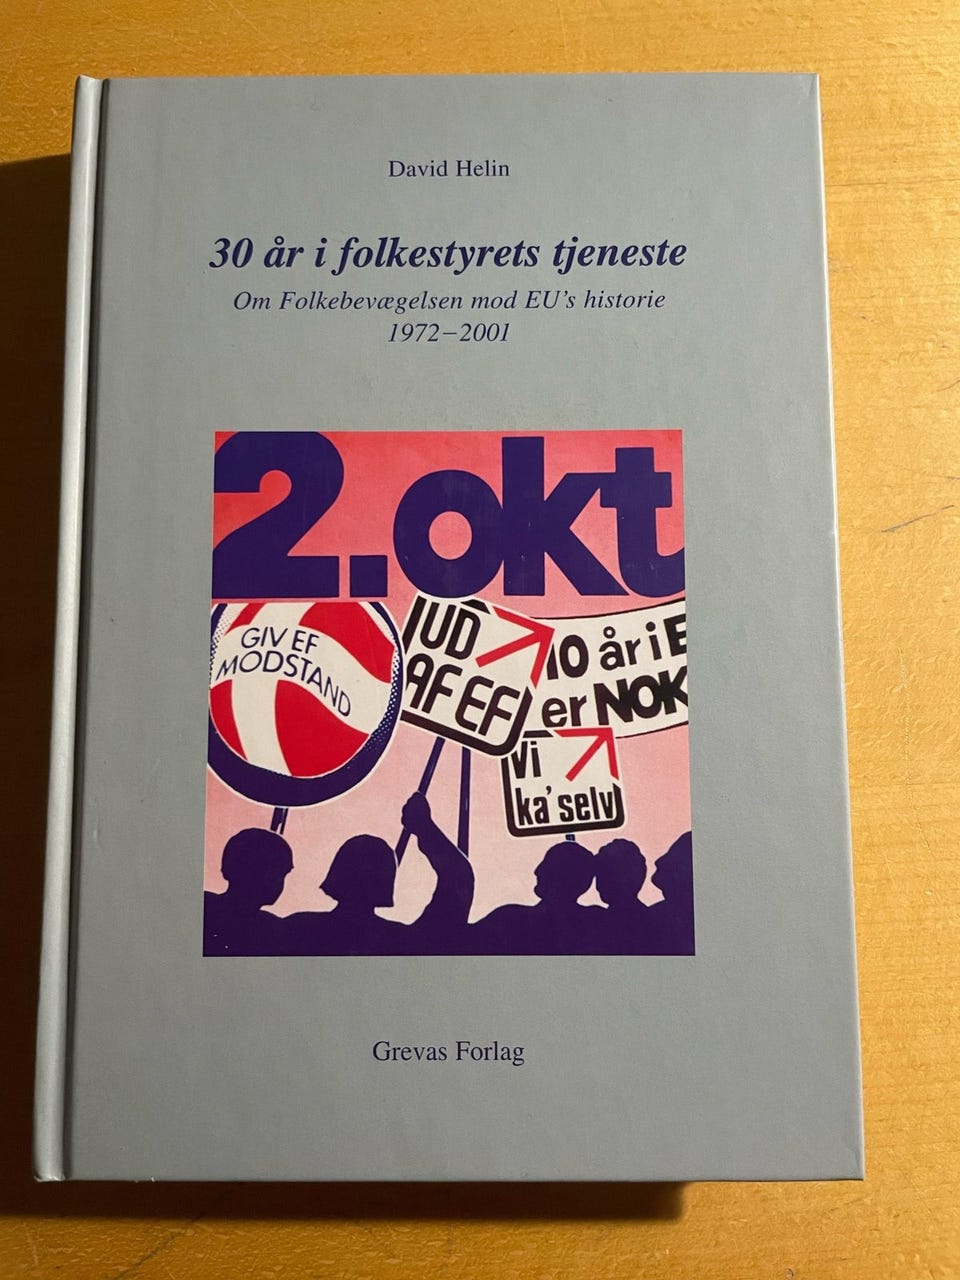 David Helin
30 år i folkestyrets tjeneste
Om Folkebevægelsen mod EU's historie
1972–2001
2.okt
GIV EF
MODSTAND
UD
AF EF
10 år i E
er NOK
Vi
ka' selv
Grevas Forlag